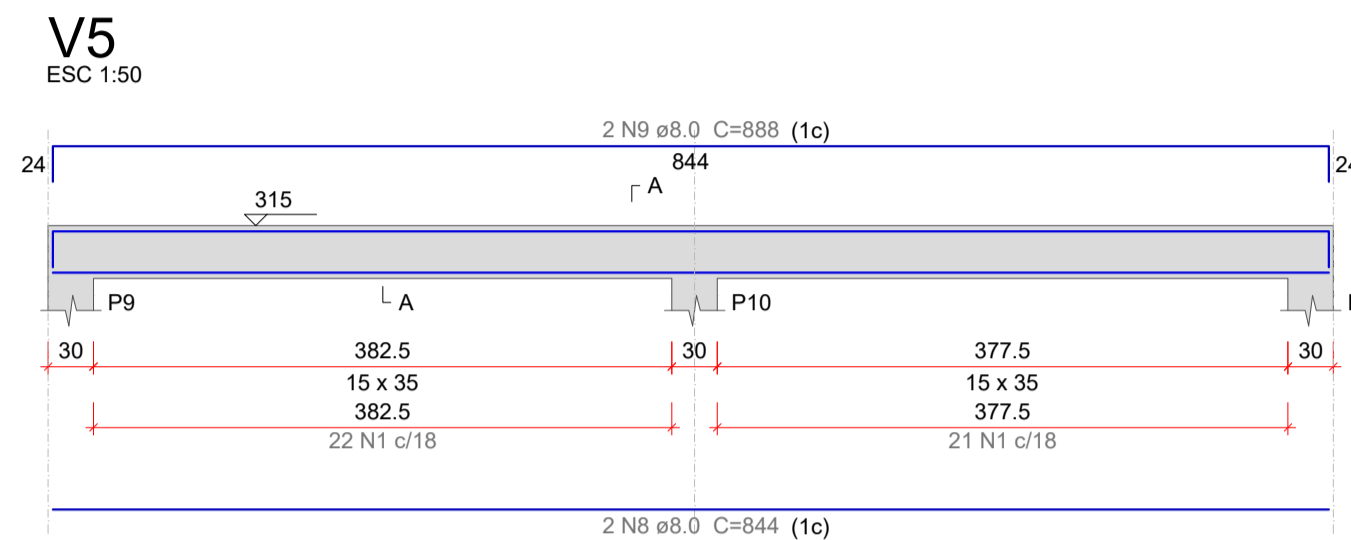 V5
ESC 1:50
2 N9 ø8.0 C=888 (1c)
24 844 24
A
315
A
P9 P10
30 382.5 30 377.5 30
15 x 35 15 x 35
382.5 377.5
22 N1 c/18 21 N1 c/18
2 N8 ø8.0 C=844 (1c)